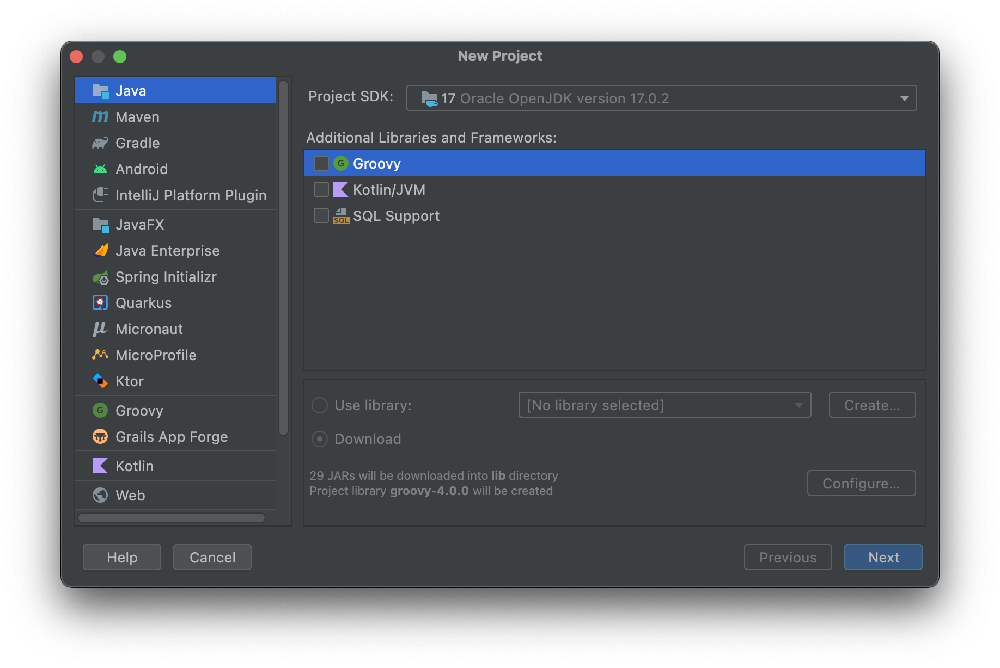 New Project
Java
Maven
Gradle
Android
IntelliJ Platform Plugin
JavaFX
Java Enterprise
Spring Initializr
Quarkus
Micronaut
MicroProfile
Ktor
Groovy
Grails App Forge
Kotlin
Web
Project SDK: 17 Oracle OpenJDK version 17.0.2
Additional Libraries and Frameworks:
G Groovy
Kotlin/JVM
SQL SQL Support
Use library: [No library selected] Create...
Download
29 JARs will be downloaded into lib directory
Project library groovy-4.0.0 will be created
Configure...
Help Cancel Previous Next